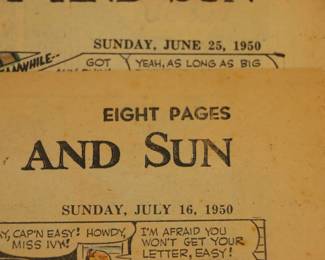 SUNDAY, JUNE 25, 1950
MEANWHILE--
GOT
YEAH, AS LONG AS BIG
EIGHT PAGES
AND SUN
SUNDAY, JULY 16, 1950
CAP'N EASY! HOWDY,
MISS IVY!
I'M AFRAID YOU
WON'T GET YOUR
LETTER, EASY!